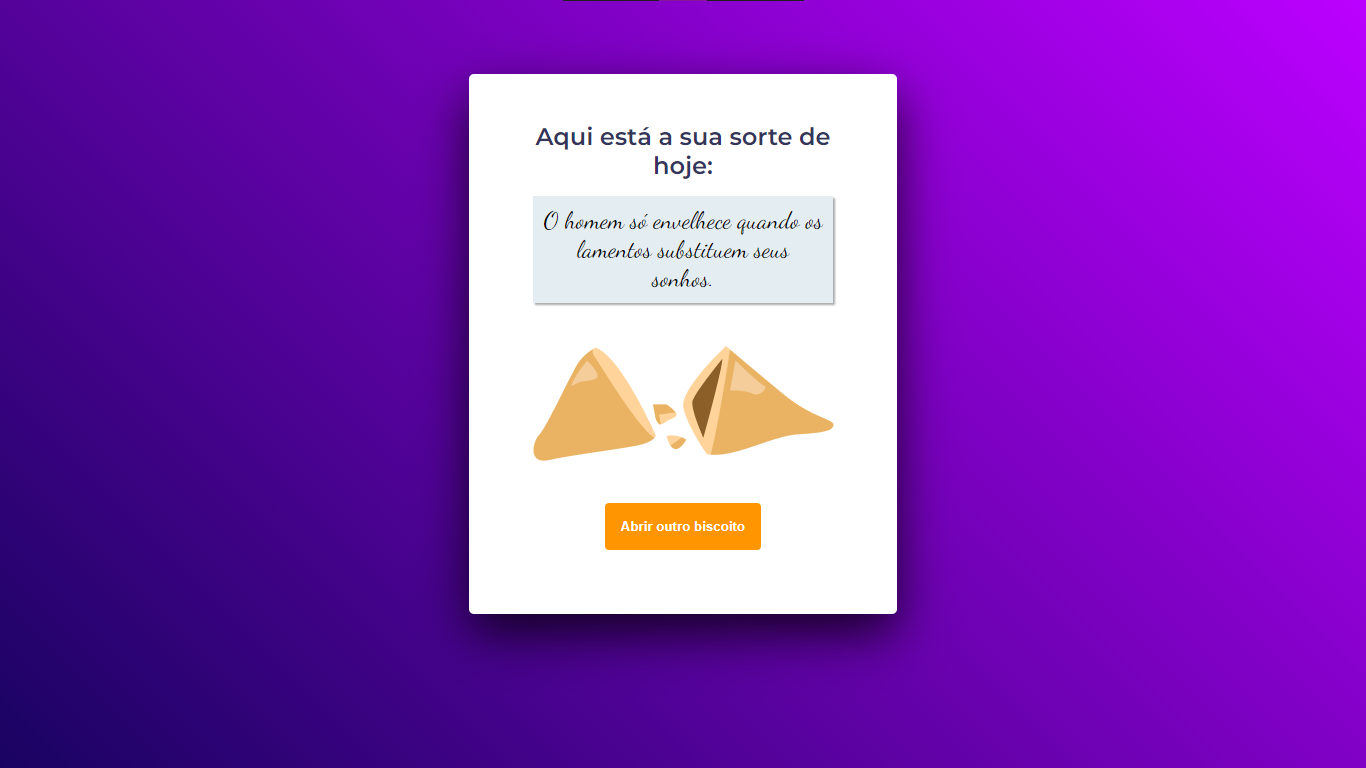 Aqui está a sua sorte de
hoje:
O homem só envelhece quando os
lamentos substituem seus
sonhos.
Abrir outro biscoito